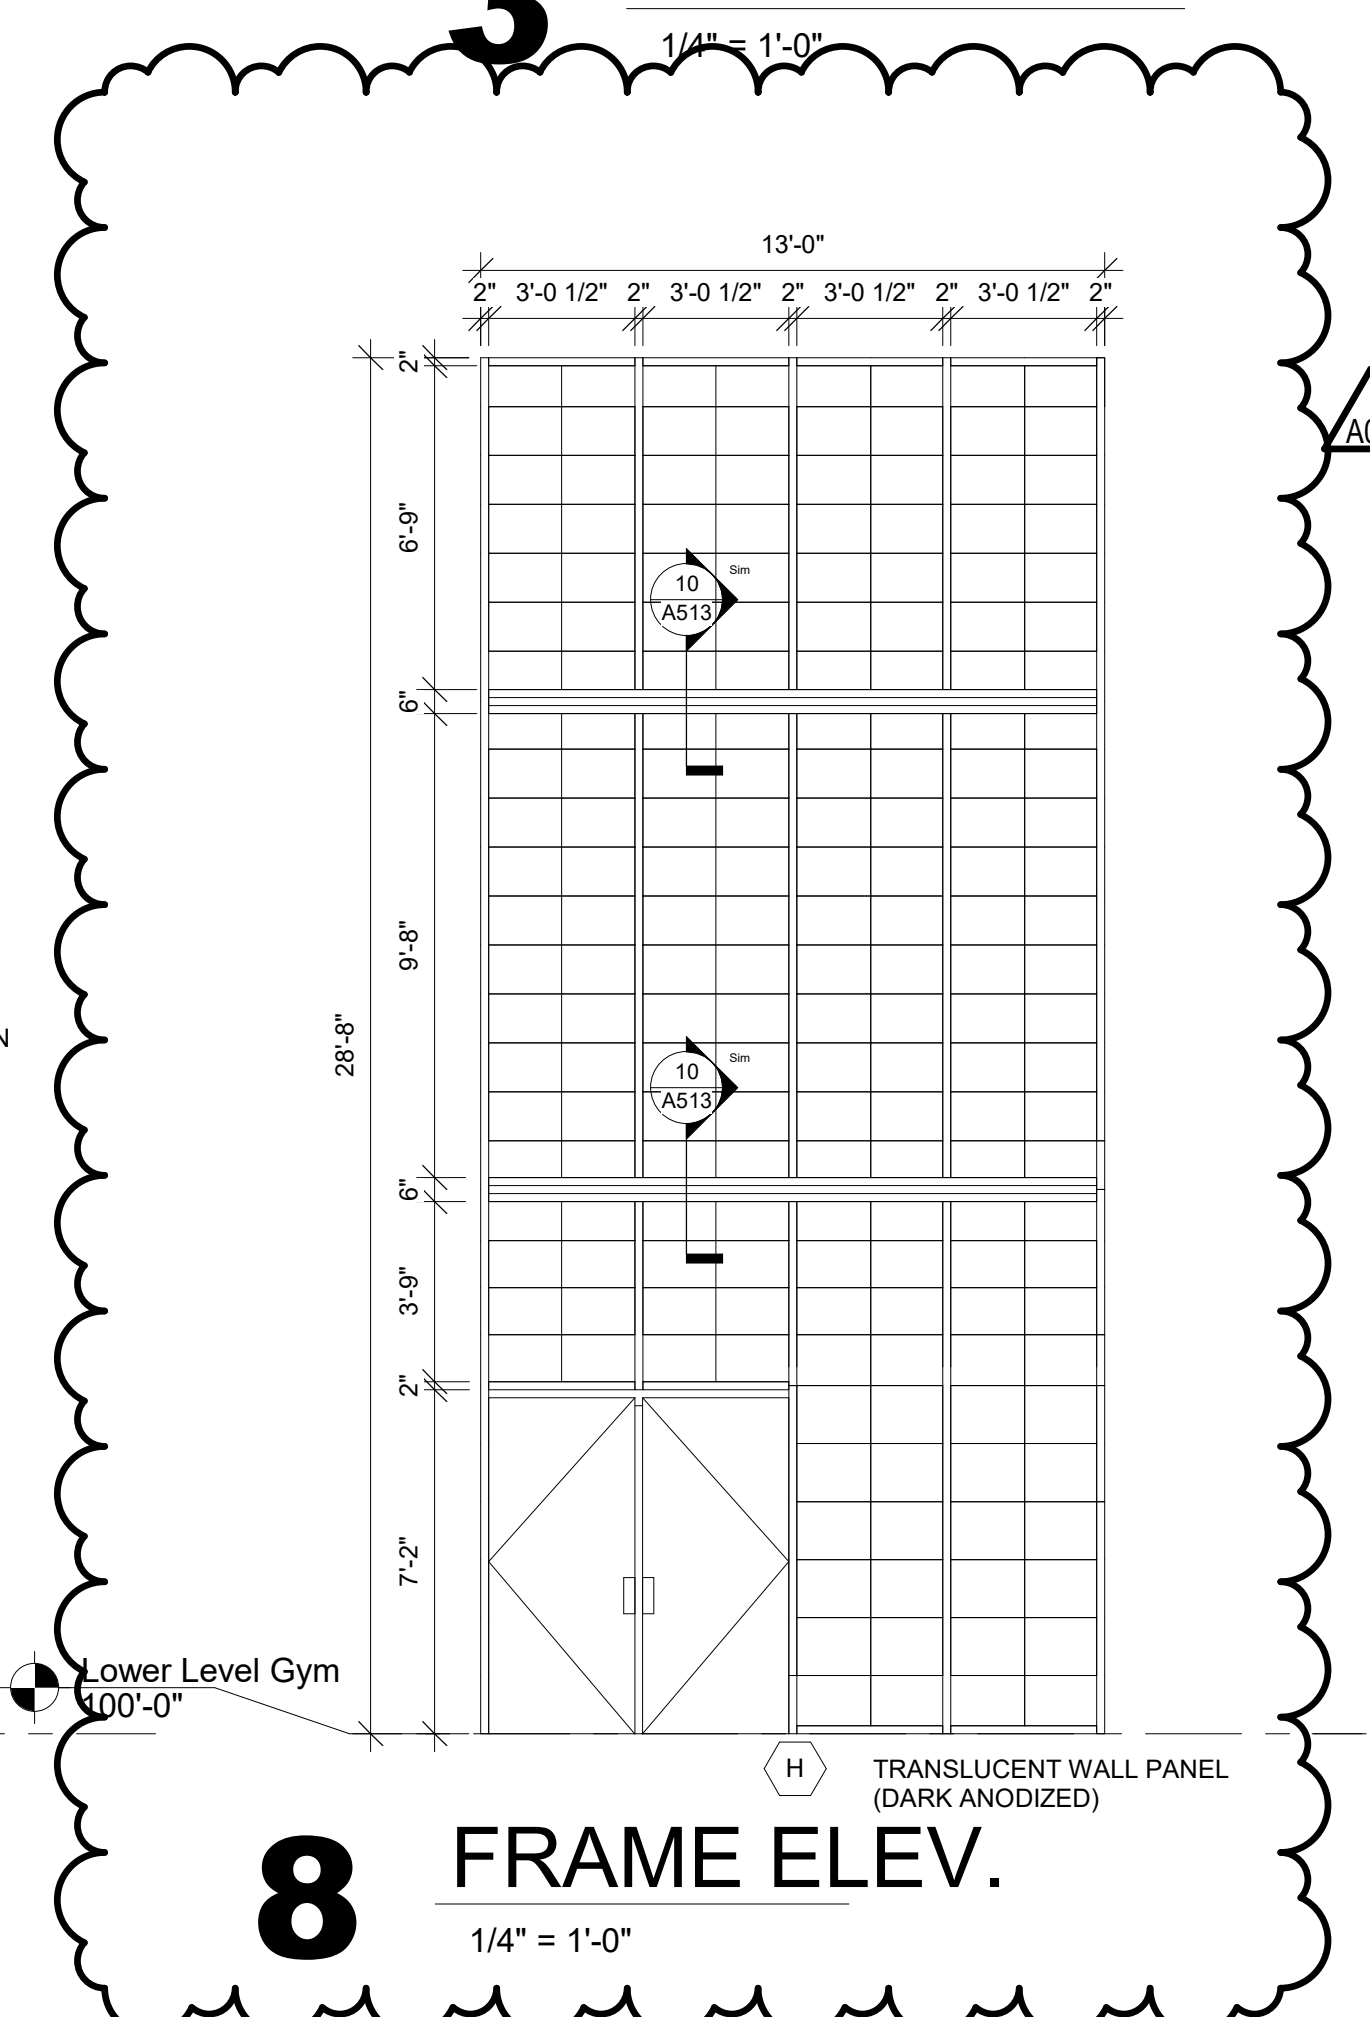 3
1/4" = 1'-0"
13'-0"
2" 3'-0 1/2" 2" 3'-0 1/2" 2" 3'-0 1/2" 2" 3'-0 1/2" 2"
2"
6'-9"
6"
9'-8"
28'-8"
6"
3'-9"
2"
7'-2"
10
A513
Sim
10
A513
Sim
Lower Level Gym
100'-0"
H
TRANSLUCENT WALL PANEL
(DARK ANODIZED)
8
FRAME ELEV.
1/4" = 1'-0"